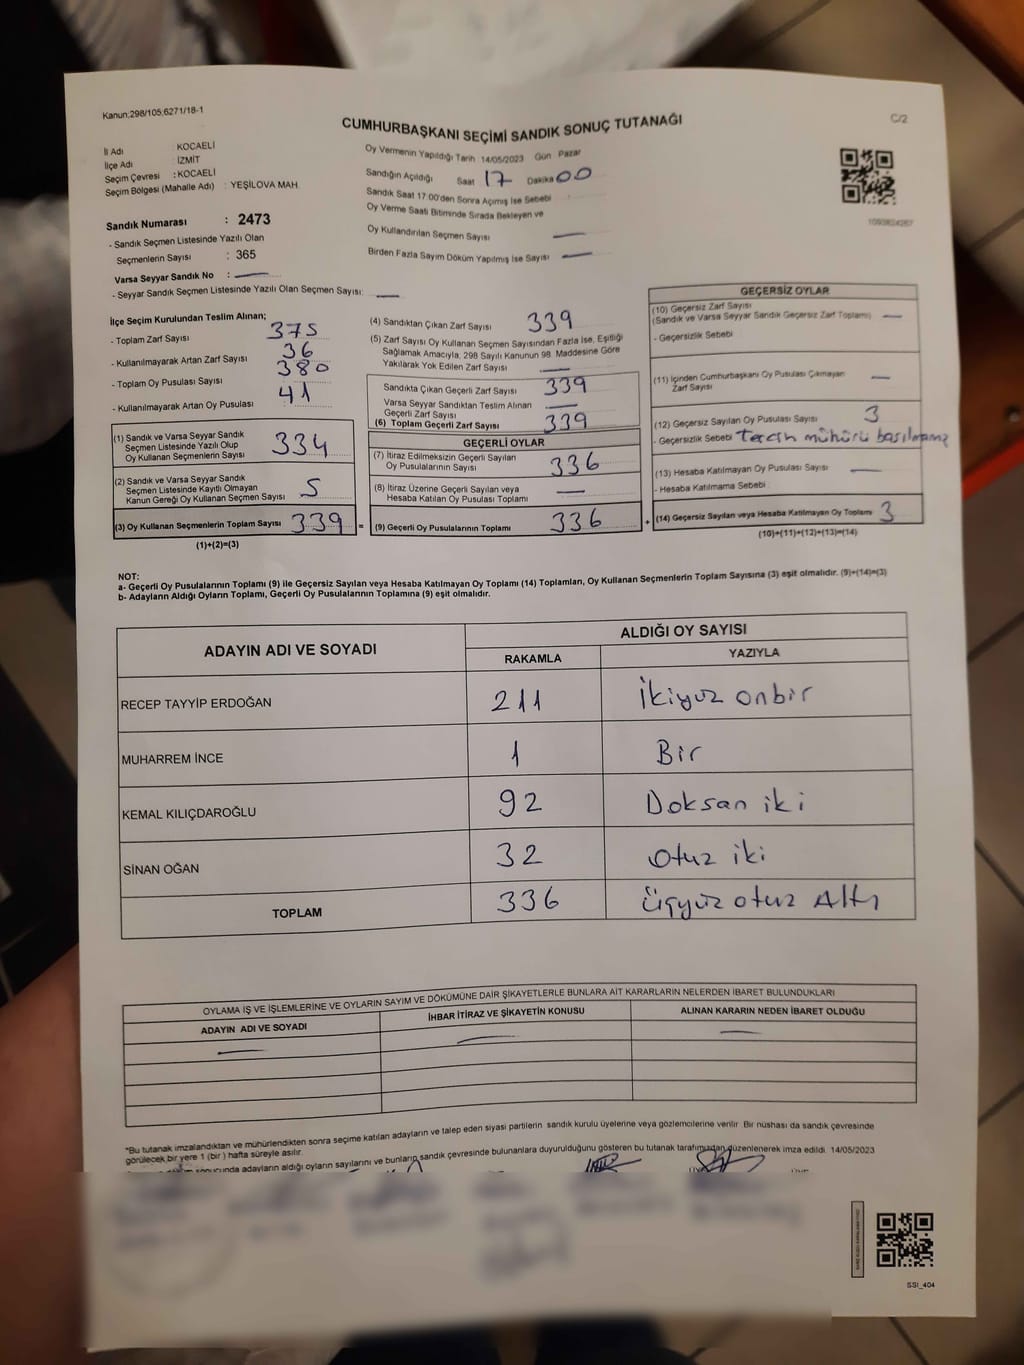 Kanun;298/105;6271/18-1
CUMHURBAŞKANI SEÇİMİ SANDIK SONUÇ TUTANAĞI
C/2
İl Adı : KOCAELİ
İlçe Adı : İZMİT
Seçim Çevresi : KOCAELİ
Seçim Bölgesi (Mahalle Adı) : YEŞİLOVA MAH.
Oy Vermenin Yapıldığı Tarih 14/05/2023 Gün Pazar
Sandığın Açıldığı Saat 17 Dakika 00
Sandık Saat 17:00'den Sonra Açımış İse Sebebi
Oy Verme Saati Bitiminde Sırada Bekleyen ve
Oy Kullandırılan Seçmen Sayısı —
Birden Fazla Sayım Döküm Yapılmış İse Sayısı —
Sandık Numarası : 2473
- Sandık Seçmen Listesinde Yazılı Olan
Seçmenlerin Sayısı : 365
Varsa Seyyar Sandık No : —
- Seyyar Sandık Seçmen Listesinde Yazılı Olan Seçmen Sayısı: —
İlçe Seçim Kurulundan Teslim Alınan;
- Toplam Zarf Sayısı 375
- Kullanılmayarak Artan Zarf Sayısı 36
- Toplam Oy Pusulası Sayısı 380
- Kullanılmayarak Artan Oy Pusulası 41
(1) Sandık ve Varsa Seyyar Sandık
Seçmen Listesinde Yazılı Olup
Oy Kullanan Seçmenlerin Sayısı 334
(2) Sandık ve Varsa Seyyar Sandık
Seçmen Listesinde Kayıtlı Olmayan
Kanun Gereği Oy Kullanan Seçmen Sayısı 5
(3) Oy Kullanan Seçmenlerin Toplam Sayısı 339 =
(1)+(2)=(3)
(4) Sandıktan Çıkan Zarf Sayısı 339
(5) Zarf Sayısı Oy Kullanan Seçmen Sayısından Fazla İse, Eşitliği
Sağlamak Amacıyla, 298 Sayılı Kanunun 98. Maddesine Göre
Yakılarak Yok Edilen Zarf Sayısı —
Sandıkta Çıkan Geçerli Zarf Sayısı 339
Varsa Seyyar Sandıktan Teslim Alınan
Geçerli Zarf Sayısı —
(6) Toplam Geçerli Zarf Sayısı 339
GEÇERLİ OYLAR
(7) İtiraz Edilmeksizin Geçerli Sayılan
Oy Pusulalarının Sayısı 336
(8) İtiraz Üzerine Geçerli Sayılan veya
Hesaba Katılan Oy Pusulası Toplamı —
(9) Geçerli Oy Pusulalarının Toplamı 336 +
GEÇERSİZ OYLAR
(10) Geçersiz Zarf Sayısı
(Sandık ve Varsa Seyyar Sandık Geçersiz Zarf Toplamı) —
- Geçersizlik Sebebi
(11) İçinden Cumhurbaşkanı Oy Pusulası Çıkmayan
Zarf Sayısı —
(12) Geçersiz Sayılan Oy Pusulası Sayısı 3
- Geçersizlik Sebebi Tercih mühürü basılmamış
(13) Hesaba Katılmayan Oy Pusulası Sayısı —
- Hesaba Katılmama Sebebi
(14) Geçersiz Sayılan veya Hesaba Katılmayan Oy Toplamı 3
(10)+(11)+(12)+(13)=(14)
NOT:
a- Geçerli Oy Pusulalarının Toplamı (9) ile Geçersiz Sayılan veya Hesaba Katılmayan Oy Toplamı (14) Toplamları, Oy Kullanan Seçmenlerin Toplam Sayısına (3) eşit olmalıdır. (9)+(14)=(3)
b- Adayların Aldığı Oyların Toplamı, Geçerli Oy Pusulalarının Toplamına (9) eşit olmalıdır.
ADAYIN ADI VE SOYADI ALDIĞI OY SAYISI
RAKAMLA YAZIYLA
RECEP TAYYİP ERDOĞAN 211 İkiyüz onbir
MUHARREM İNCE 1 Bir
KEMAL KILIÇDAROĞLU 92 Doksan iki
SİNAN OĞAN 32 Otuz iki
TOPLAM 336 Üçyüz otuz Altı
OYLAMA İŞ VE İŞLEMLERİNE VE OYLARIN SAYIM VE DÖKÜMÜNE DAİR ŞİKAYETLERLE BUNLARA AİT KARARLARIN NELERDEN İBARET BULUNDUKLARI
ADAYIN ADI VE SOYADI İHBAR İTİRAZ VE ŞİKAYETİN KONUSU ALINAN KARARIN NEDEN İBARET OLDUĞU
— — —
*Bu tutanak imzalandıktan ve mühürlendikten sonra seçime katılan adayların ve talep eden siyasi partilerin sandık kurulu üyelerine veya gözlemcilerine verilir. Bir nüshası da sandık çevresinde
görülecek bir yere 1 (bir) hafta süreyle asılır.
sonucunda adayların aldığı oyların sayılarını ve bunların sandık çevresinde bulunanlara duyurulduğunu gösteren bu tutanak tarafımızdan düzenlenerek imza edildi. 14/05/2023
SSI_404